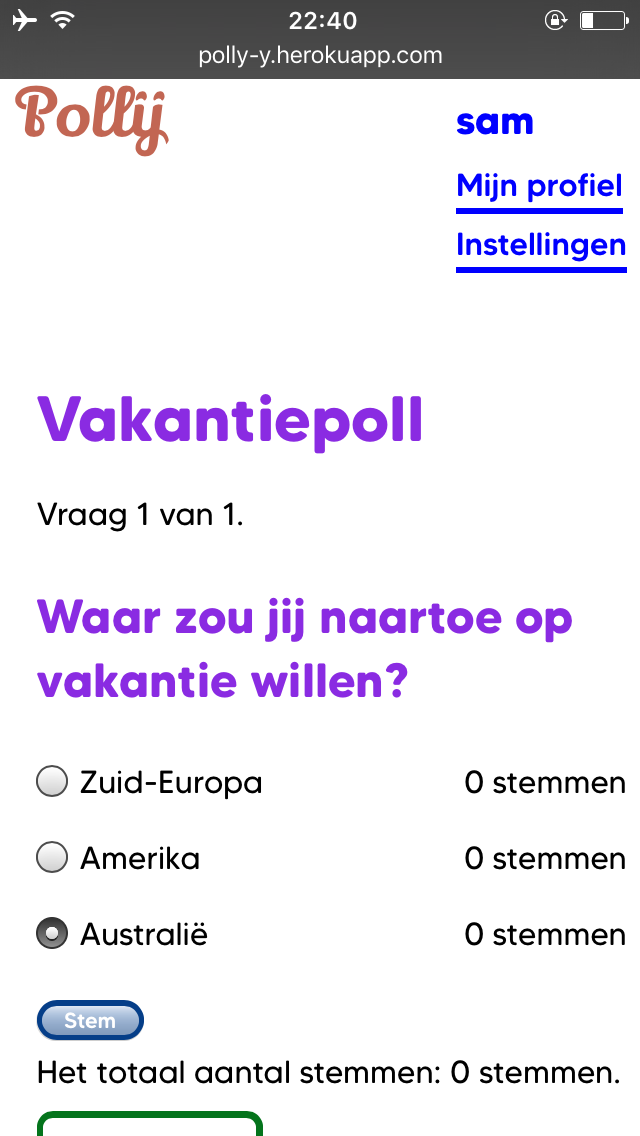 22:40
polly-y.herokuapp.com
Pollij
sam
Mijn profiel
Instellingen
Vakantiepoll
Vraag 1 van 1.
Waar zou jij naartoe op
vakantie willen?
Zuid-Europa 0 stemmen
Amerika 0 stemmen
Australië 0 stemmen
Stem
Het totaal aantal stemmen: 0 stemmen.